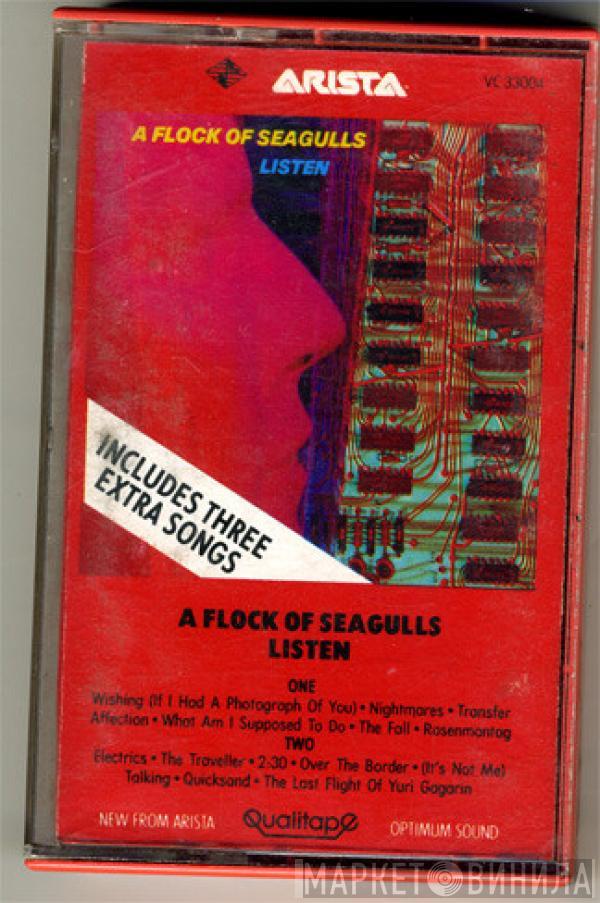 ARISTA
VC 33004
A FLOCK OF SEAGULLS
LISTEN
INCLUDES THREE
EXTRA SONGS
A FLOCK OF SEAGULLS
LISTEN
ONE
Wishing (If I Had A Photograph Of You) • Nightmares • Transfer
Affection • What Am I Supposed To Do • The Fall • Rosenmontag
TWO
Electrics • The Traveller • 2:30 • Over The Border • (It's Not Me)
Talking • Quicksand • The Last Flight Of Yuri Gagarin
NEW FROM ARISTA
Qualitape
OPTIMUM SOUND
МАРКЕТ ВИНИЛА